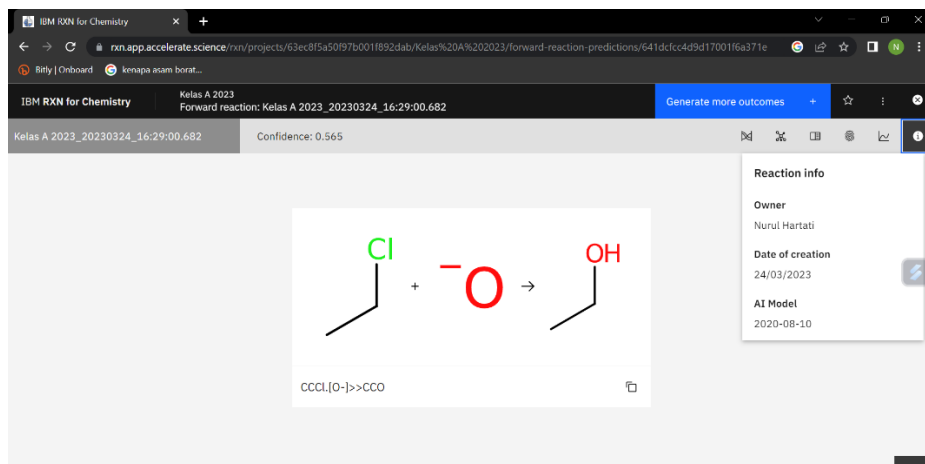 IBM RXN for Chemistry
rxn.app.accelerate.science/rxn/projects/63ec8f5a50f97b001f892dab/Kelas%20A%202023/forward-reaction-predictions/641dcfcc4d9d17001f6a371e
N
Bitly | Onboard kenapa asam borat...
IBM RXN for Chemistry
Kelas A 2023
Forward reaction: Kelas A 2023_20230324_16:29:00.682
Generate more outcomes +
Kelas A 2023_20230324_16:29:00.682
Confidence: 0.565
Reaction info
Owner
Nurul Hartati
Date of creation
24/03/2023
AI Model
2020-08-10
Cl
+
−O
→
OH
CCCl.[O-]>>CCO